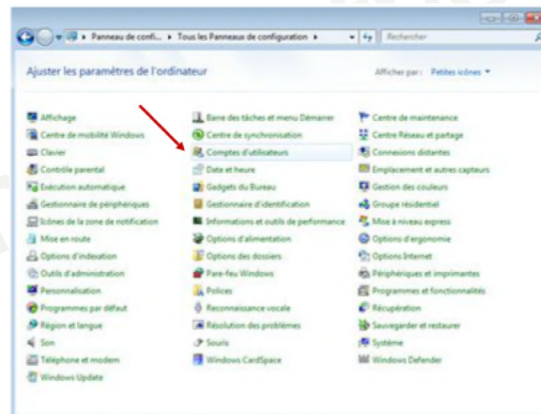 Panneau de confi... Tous les Panneaux de configuration Rechercher
Ajuster les paramètres de l'ordinateur Afficher par : Petites icônes
Affichage Barre des tâches et menu Démarrer Centre de maintenance
Centre de mobilité Windows Centre de synchronisation Centre Réseau et partage
Clavier Comptes d'utilisateurs Connexions distantes
Contrôle parental Date et heure Emplacement et autres capteurs
Exécution automatique Gadgets du Bureau Gestion des couleurs
Gestionnaire de périphériques Gestionnaire d'identification Groupe résidentiel
Icônes de la zone de notification Informations et outils de performance Mise à niveau express
Mise en route Options d'alimentation Options d'ergonomie
Options d'indexation Options des dossiers Options Internet
Outils d'administration Pare-feu Windows Périphériques et imprimantes
Personnalisation Polices Programmes et fonctionnalités
Programmes par défaut Reconnaissance vocale Récupération
Région et langue Résolution des problèmes Sauvegarder et restaurer
Son Souris Système
Téléphone et modem Windows CardSpace Windows Defender
Windows Update